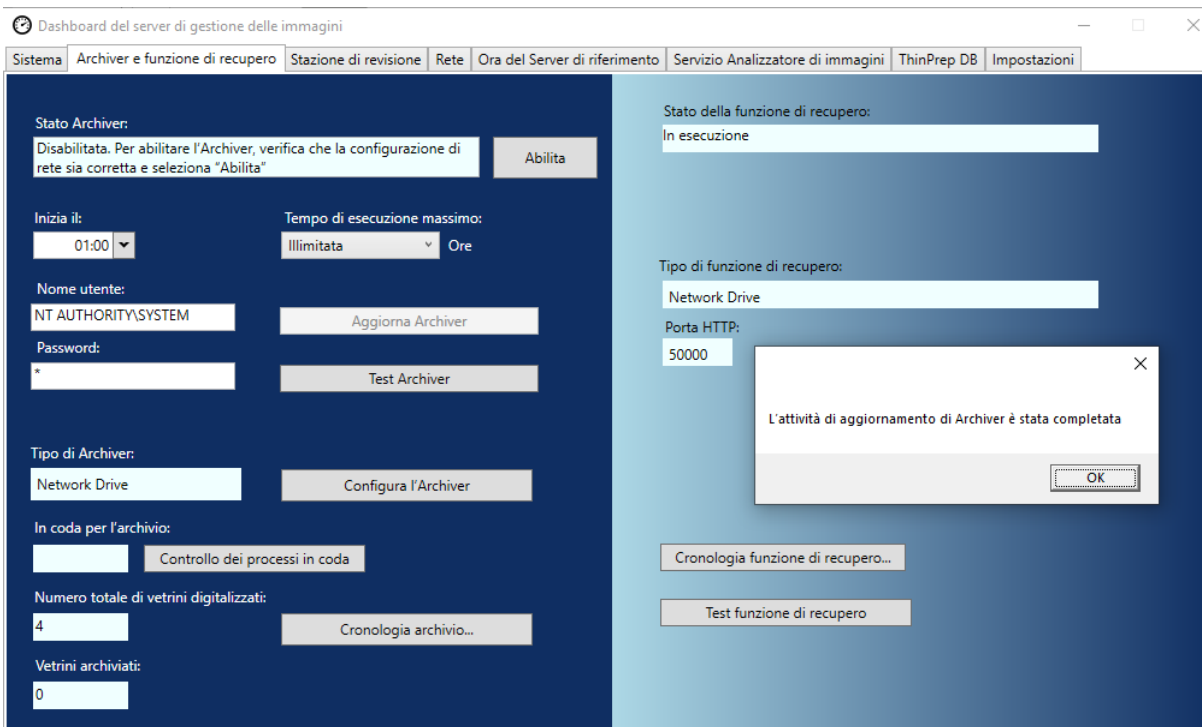 Dashboard del server di gestione delle immagini
Sistema
Archiver e funzione di recupero
Stazione di revisione
Rete
Ora del Server di riferimento
Servizio Analizzatore di immagini
ThinPrep DB
Impostazioni
Stato Archiver:
Disabilitata. Per abilitare l'Archiver, verifica che la configurazione di
rete sia corretta e seleziona “Abilita”
Abilita
Inizia il:
01:00
Tempo di esecuzione massimo:
Illimitata
Ore
Nome utente:
NT AUTHORITY\SYSTEM
Aggiorna Archiver
Password:
*
Test Archiver
Tipo di Archiver:
Network Drive
Configura l'Archiver
In coda per l'archivio:
Controllo dei processi in coda
Numero totale di vetrini digitalizzati:
4
Cronologia archivio...
Vetrini archiviati:
0
Stato della funzione di recupero:
In esecuzione
Tipo di funzione di recupero:
Network Drive
Porta HTTP:
50000
L'attività di aggiornamento di Archiver è stata completata
OK
Cronologia funzione di recupero...
Test funzione di recupero